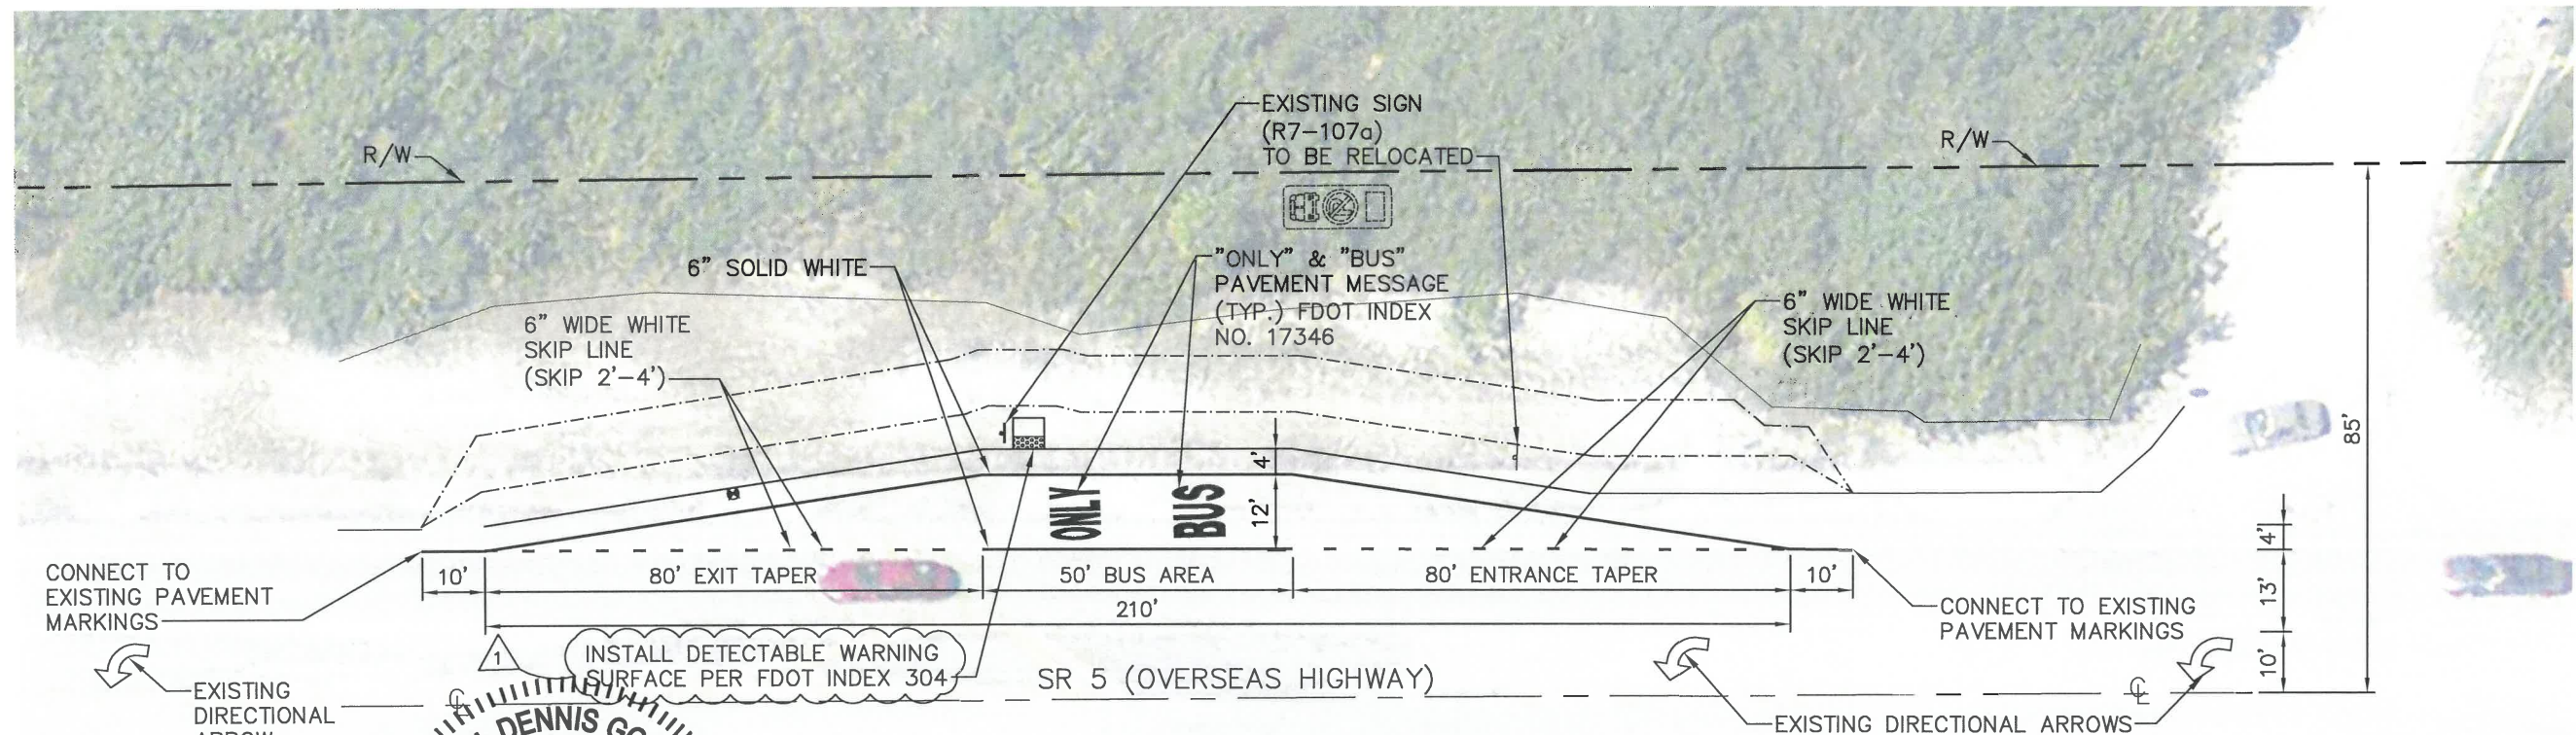 EXISTING SIGN
(R7-107a)
TO BE RELOCATED
R/W
R/W
6" SOLID WHITE
"ONLY" & "BUS"
PAVEMENT MESSAGE
(TYP.) FDOT INDEX
NO. 17346
6" WIDE WHITE
SKIP LINE
(SKIP 2'-4')
6" WIDE WHITE
SKIP LINE
(SKIP 2'-4')
85'
4'
12'
ONLY
BUS
4'
13'
10'
CONNECT TO
EXISTING PAVEMENT
MARKINGS
10'
80' EXIT TAPER
50' BUS AREA
80' ENTRANCE TAPER
10'
210'
CONNECT TO EXISTING
PAVEMENT MARKINGS
1
INSTALL DETECTABLE WARNING
SURFACE PER FDOT INDEX 304
SR 5 (OVERSEAS HIGHWAY)
EXISTING
DIRECTIONAL
ARROW
EXISTING DIRECTIONAL ARROWS
DENNIS GO